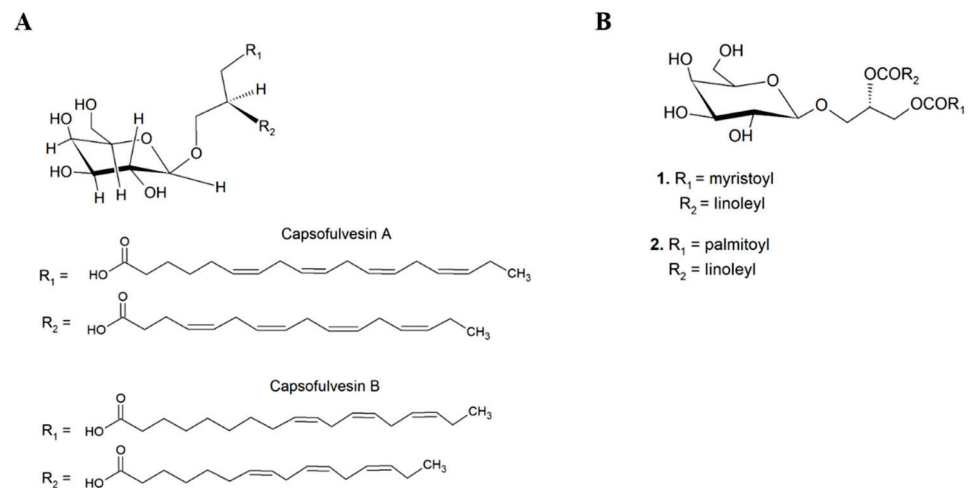 A
R1
H
R2
HO
HO
H
H
O
O
HO
HO
H
H
OH
H
Capsofulvesin A
R1 =
O
HO
CH3
R2 =
O
HO
CH3
Capsofulvesin B
R1 =
O
HO
CH3
R2 =
O
HO
CH3
B
OH
HO
O
HO
OH
O
OCOR2
OCOR1
1. R1 = myristoyl
R2 = linoleyl
2. R1 = palmitoyl
R2 = linoleyl